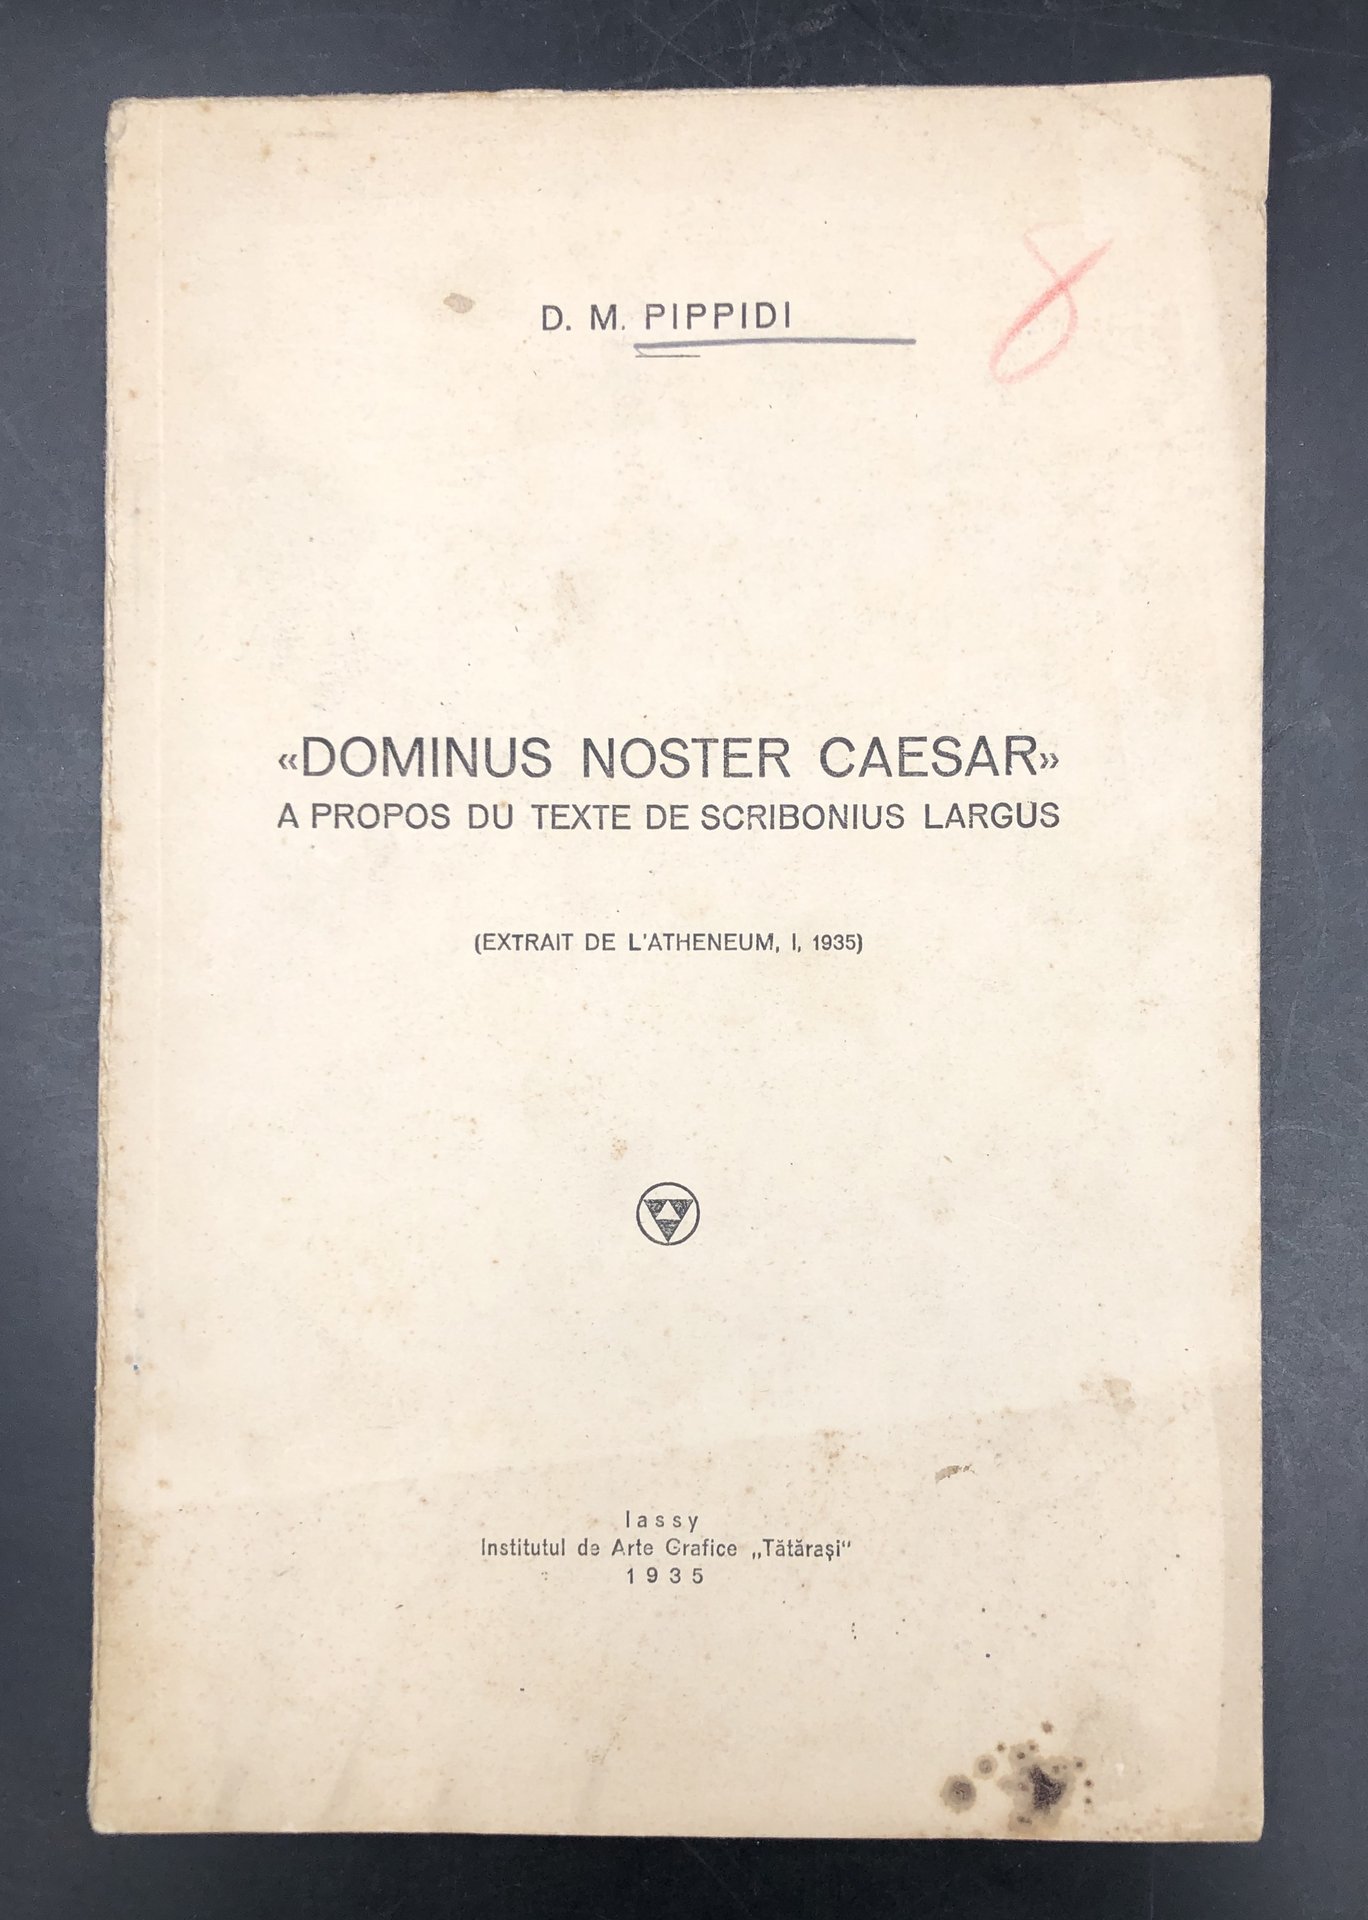 8
D. M. PIPPIDI
«DOMINUS NOSTER CAESAR»
A PROPOS DU TEXTE DE SCRIBONIUS LARGUS
(EXTRAIT DE L'ATHENEUM, I, 1935)
Iassy
Institutul de Arte Grafice „Tătărași“
1935